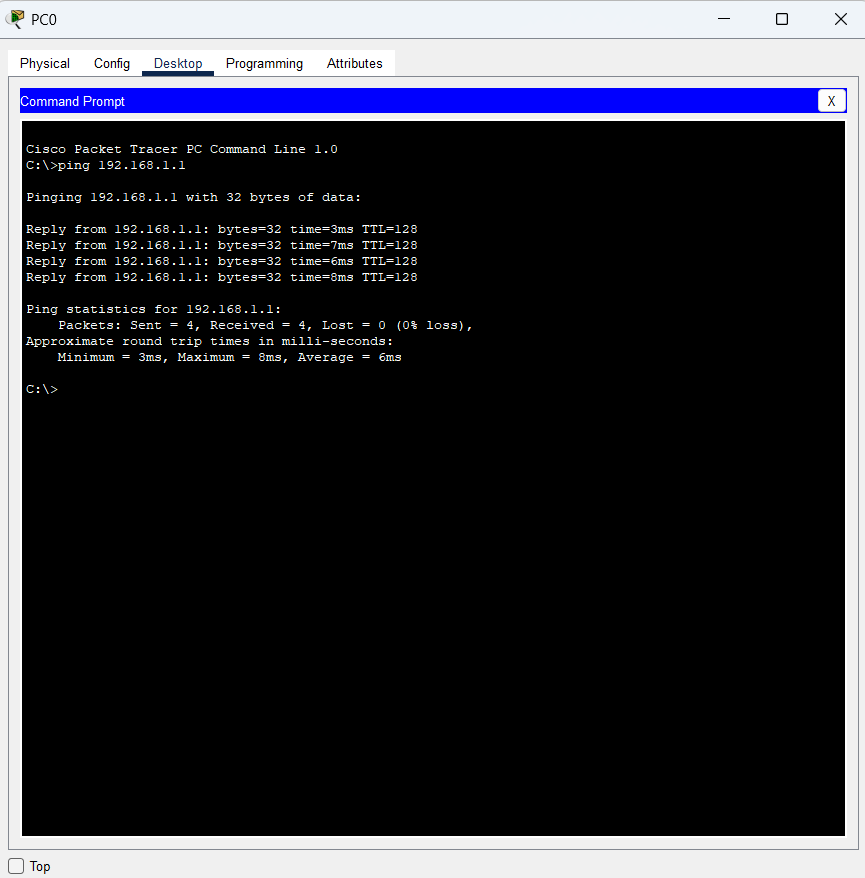 PC0
Physical Config Desktop Programming Attributes
Command Prompt X
Cisco Packet Tracer PC Command Line 1.0
C:\>ping 192.168.1.1
Pinging 192.168.1.1 with 32 bytes of data:
Reply from 192.168.1.1: bytes=32 time=3ms TTL=128
Reply from 192.168.1.1: bytes=32 time=7ms TTL=128
Reply from 192.168.1.1: bytes=32 time=6ms TTL=128
Reply from 192.168.1.1: bytes=32 time=8ms TTL=128
Ping statistics for 192.168.1.1:
    Packets: Sent = 4, Received = 4, Lost = 0 (0% loss),
Approximate round trip times in milli-seconds:
    Minimum = 3ms, Maximum = 8ms, Average = 6ms
C:\>
Top